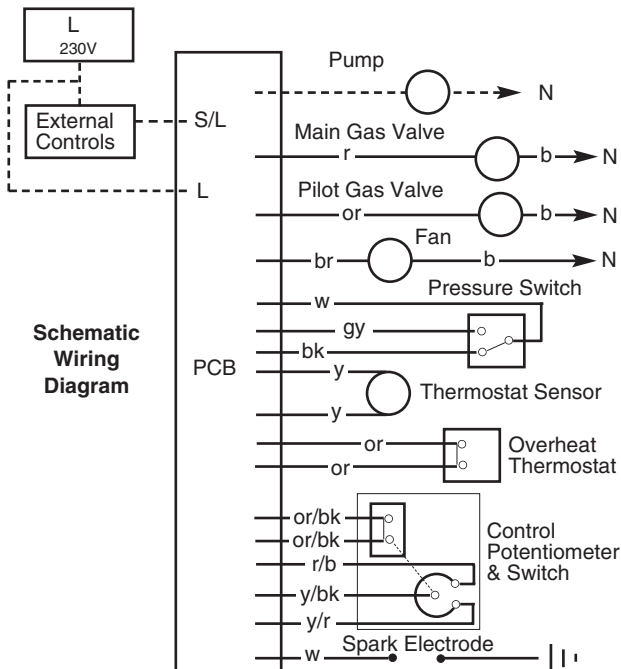 L
230V
External
Controls
S/L
L
Schematic
Wiring
Diagram
PCB
Pump
N
Main Gas Valve
r
b
N
Pilot Gas Valve
or
b
N
Fan
br
b
N
Pressure Switch
w
gy
bk
y
Thermostat Sensor
y
or
Overheat
Thermostat
or
or/bk
or/bk
r/b
y/bk
y/r
Control
Potentiometer
& Switch
Spark Electrode
w